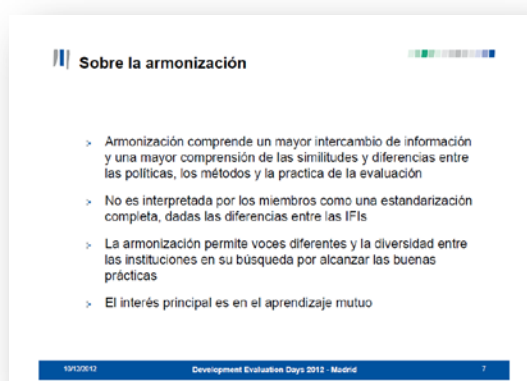 Sobre la armonización
> Armonización comprende un mayor intercambio de información
y una mayor comprensión de las similitudes y diferencias entre
las políticas, los métodos y la practica de la evaluación
> No es interpretada por los miembros como una estandarización
completa, dadas las diferencias entre las IFIs
> La armonización permite voces diferentes y la diversidad entre
las instituciones en su búsqueda por alcanzar las buenas
prácticas
> El interés principal es en el aprendizaje mutuo
10/12/2012 Development Evaluation Days 2012 - Madrid 7